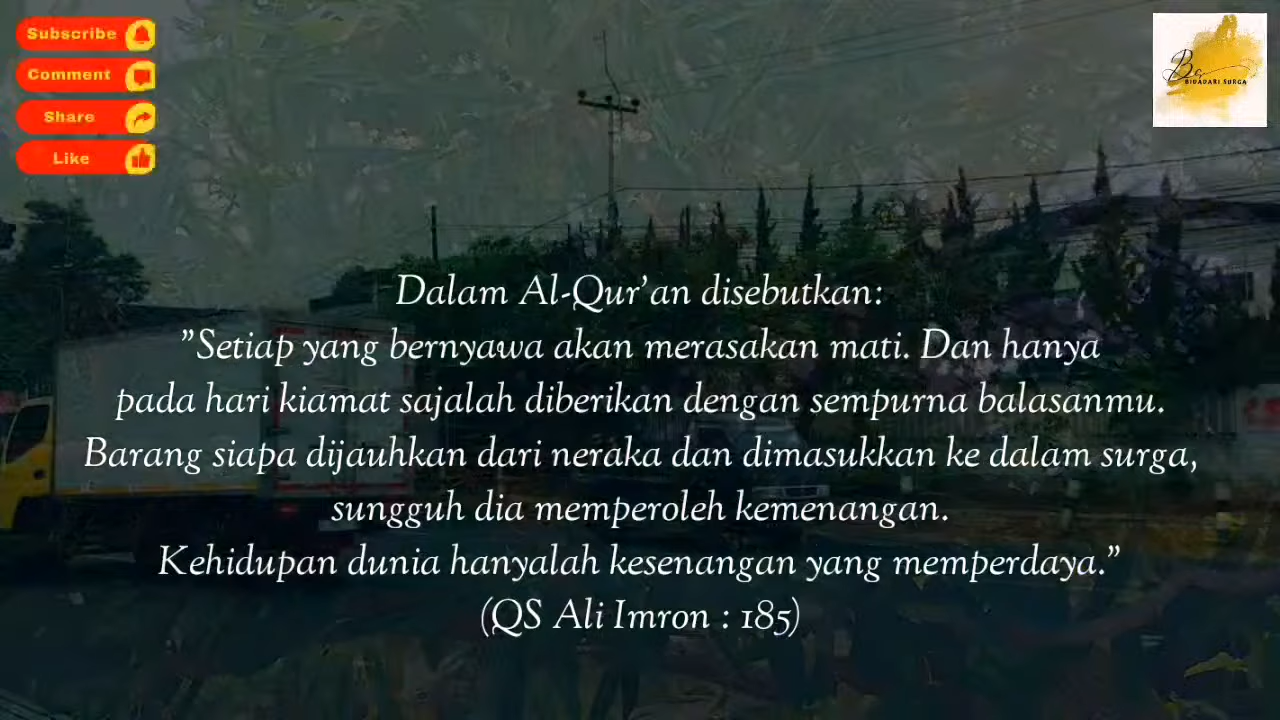 Subscribe
Comment
Share
Like
Bs
BIDADARI SURGA
Dalam Al-Qur'an disebutkan:
"Setiap yang bernyawa akan merasakan mati. Dan hanya
pada hari kiamat sajalah diberikan dengan sempurna balasanmu.
Barang siapa dijauhkan dari neraka dan dimasukkan ke dalam surga,
sungguh dia memperoleh kemenangan.
Kehidupan dunia hanyalah kesenangan yang memperdaya."
(QS Ali Imron : 185)